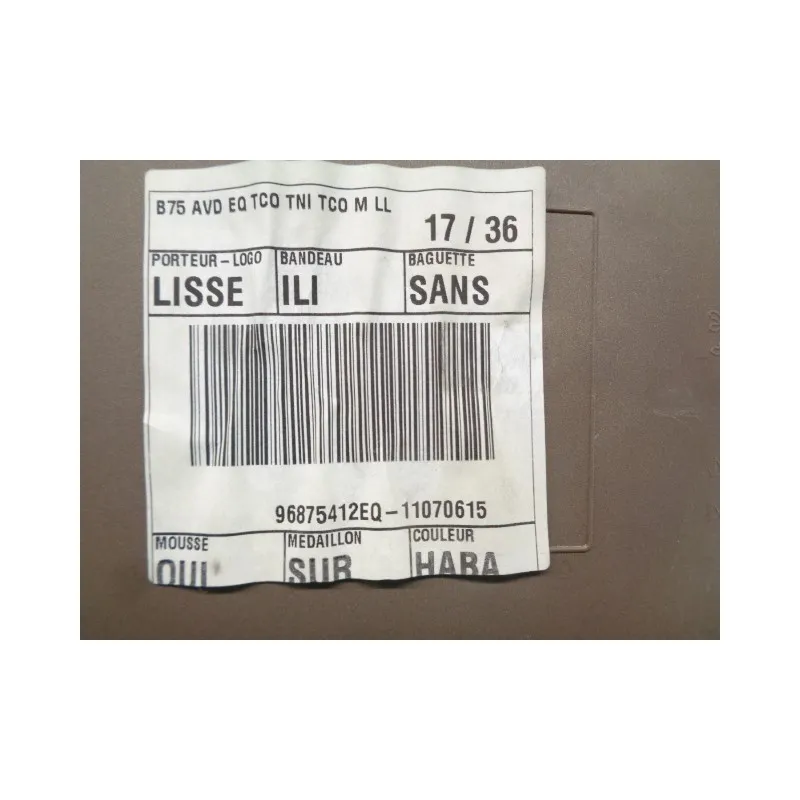 B75 AVD EQ TCO TNI TCO M LL
17 / 36
PORTEUR-LOGO BANDEAU BAGUETTE
LISSE ILI SANS
96875412EQ-11070615
MOUSSE MEDAILLON COULEUR
OUI SUR HABA